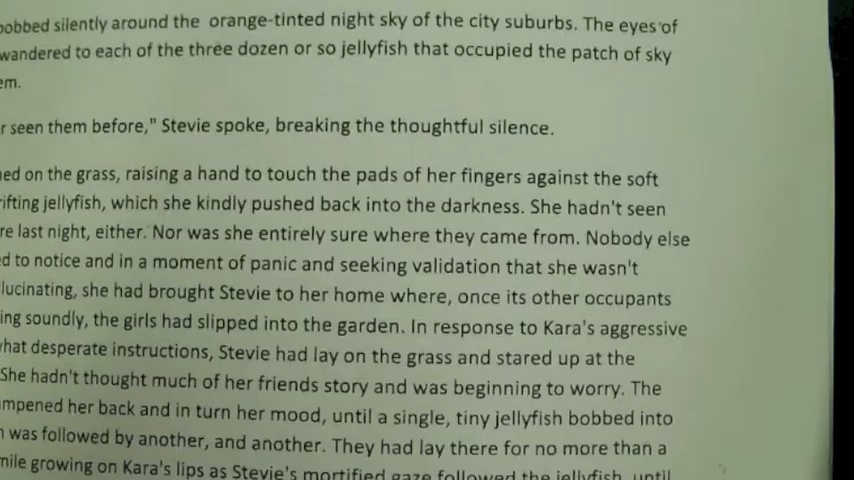 bobbed silently around the orange-tinted night sky of the city suburbs. The eyes of
wandered to each of the three dozen or so jellyfish that occupied the patch of sky
em.
r seen them before," Stevie spoke, breaking the thoughtful silence.
ed on the grass, raising a hand to touch the pads of her fingers against the soft
ifting jellyfish, which she kindly pushed back into the darkness. She hadn't seen
re last night, either. Nor was she entirely sure where they came from. Nobody else
d to notice and in a moment of panic and seeking validation that she wasn't
lucinating, she had brought Stevie to her home where, once its other occupants
ing soundly, the girls had slipped into the garden. In response to Kara's aggressive
hat desperate instructions, Stevie had lay on the grass and stared up at the
She hadn't thought much of her friends story and was beginning to worry. The
mpened her back and in turn her mood, until a single, tiny jellyfish bobbed into
was followed by another, and another. They had lay there for no more than a
mile growing on Kara's lips as Stevie's mortified gaze followed the jellyfish, until